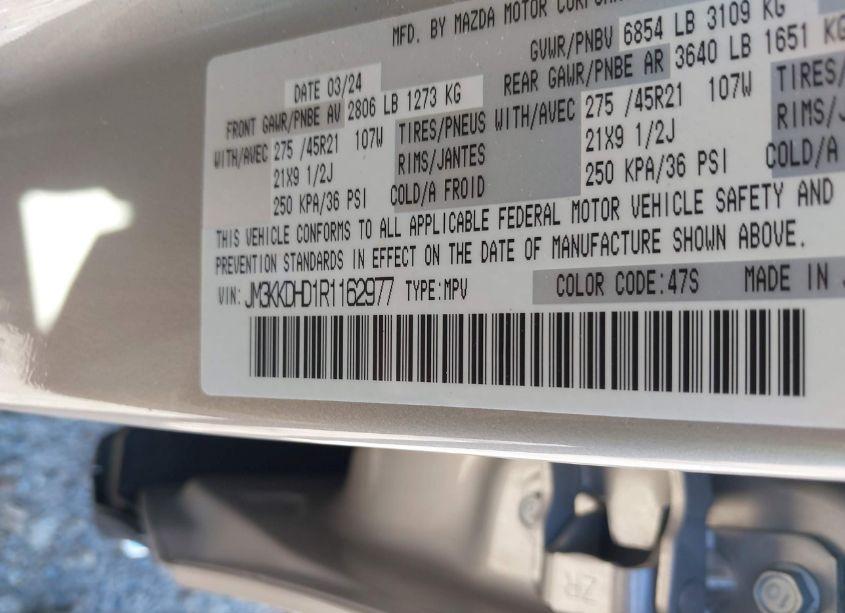 MFD. BY MAZDA MOTOR
DATE 03/24 GVWR/PNBV 6854 LB 3109 KG
FRONT GAWR/PNBE AV 2806 LB 1273 KG REAR GAWR/PNBE AR 3640 LB 1651 KG
WITH/AVEC 275 /45R21 107W TIRES/PNEUS WITH/AVEC 275 /45R21 107W TIRES/
21X9 1/2J RIMS/JANTES 21X9 1/2J RIMS/
250 KPA/36 PSI COLD/A FROID 250 KPA/36 PSI COLD/A
THIS VEHICLE CONFORMS TO ALL APPLICABLE FEDERAL MOTOR VEHICLE SAFETY AND
PREVENTION STANDARDS IN EFFECT ON THE DATE OF MANUFACTURE SHOWN ABOVE.
VIN: JM3KKDHD1R1162977 TYPE:MPV COLOR CODE:47S MADE IN
ZR